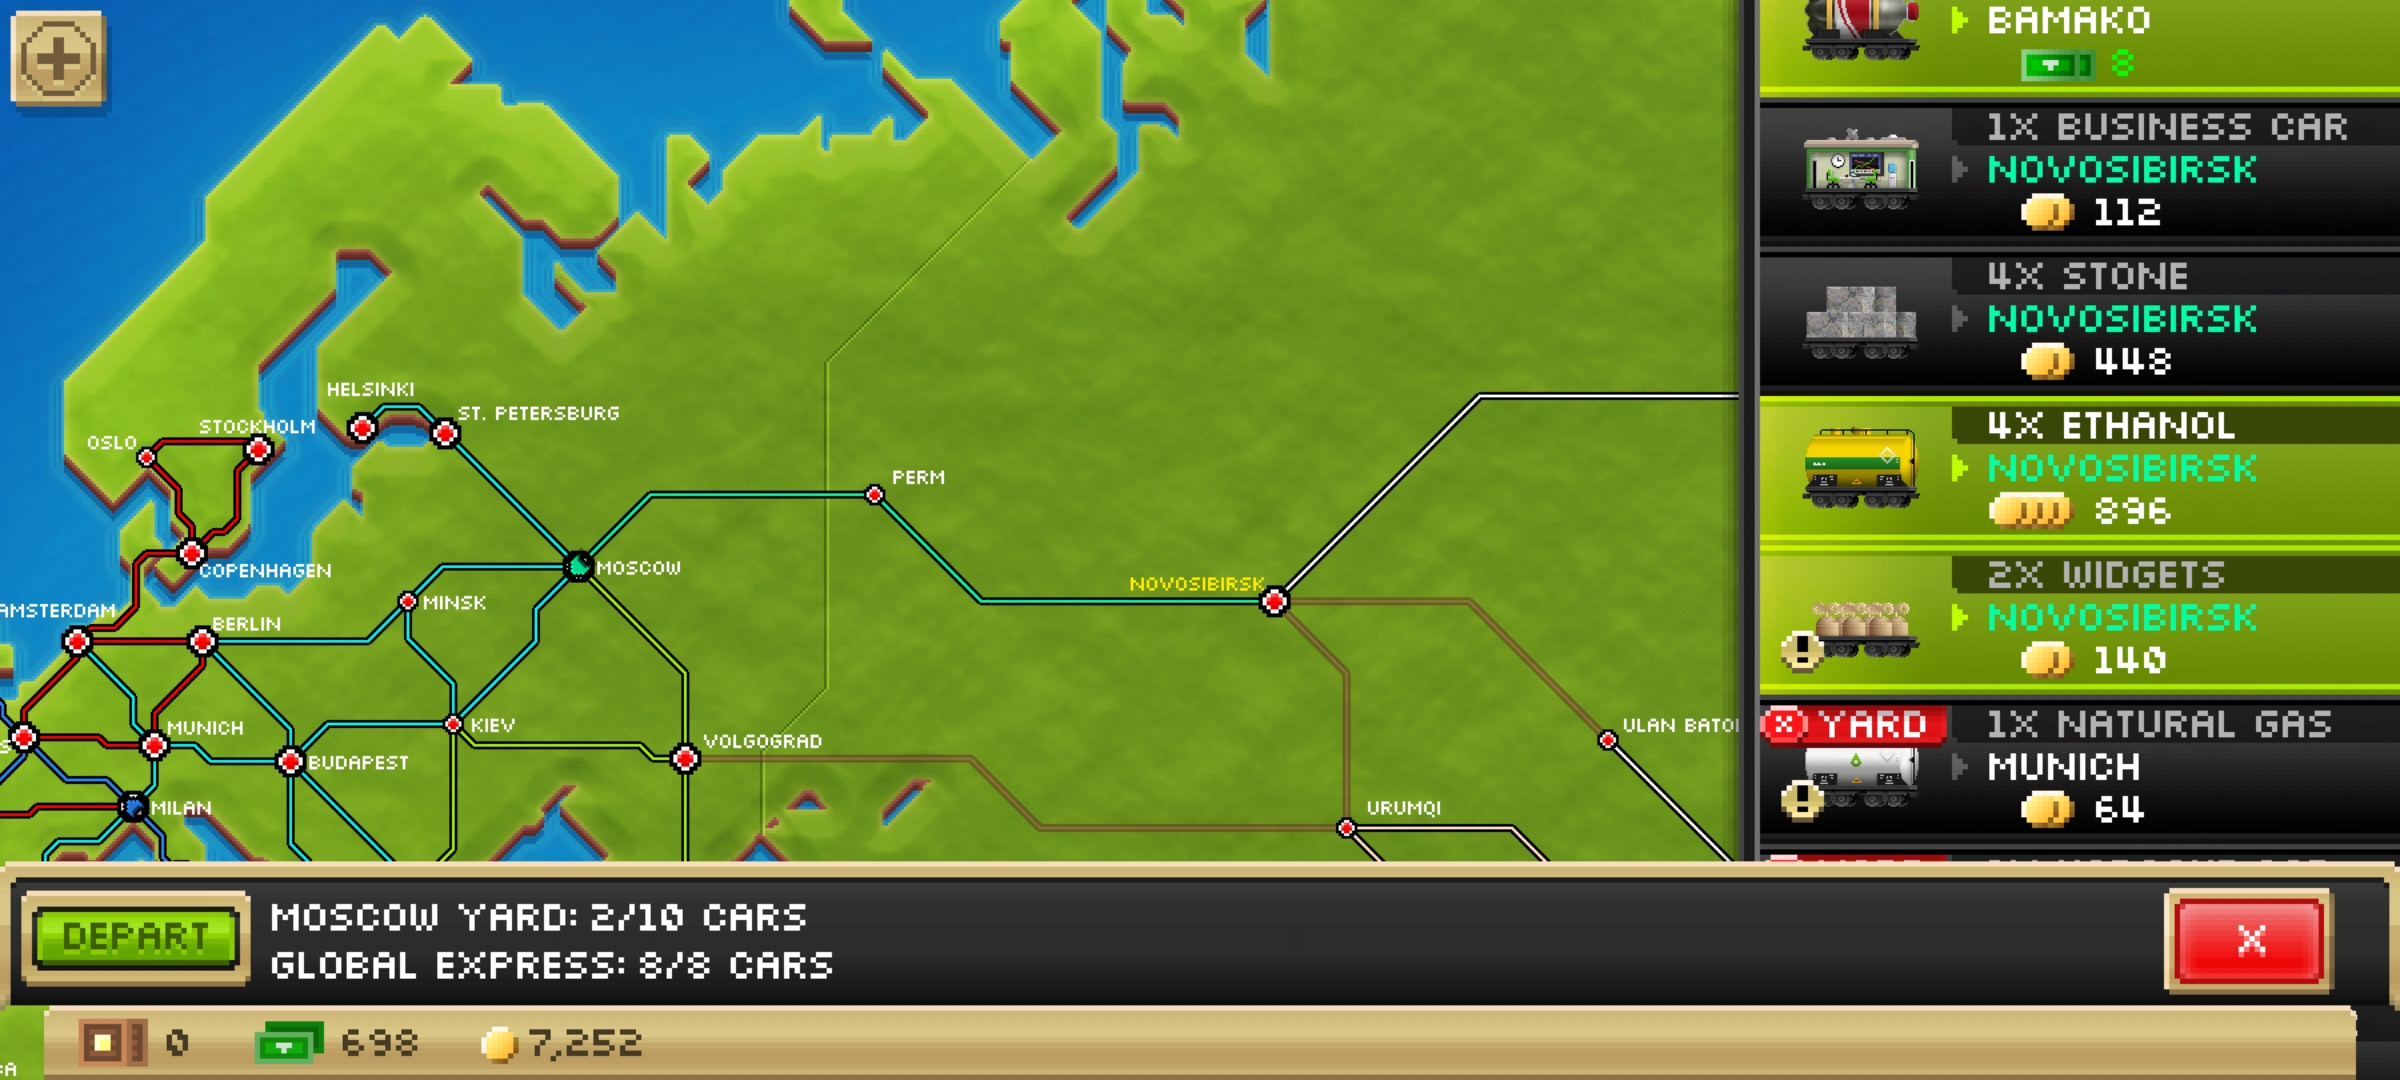 BAMAKO
8
1X BUSINESS CAR
NOVOSIBIRSK
112
4X STONE
NOVOSIBIRSK
448
4X ETHANOL
NOVOSIBIRSK
896
2X WIDGETS
NOVOSIBIRSK
140
X YARD
1X NATURAL GAS
MUNICH
64
HELSINKI
ST. PETERSBURG
STOCKHOLM
OSLO
PERM
COPENHAGEN
MOSCOW
NOVOSIBIRSK
MINSK
AMSTERDAM
BERLIN
MUNICH
KIEV
VOLGOGRAD
ULAN BATO
BUDAPEST
MILAN
URUMQI
DEPART
MOSCOW YARD: 2/10 CARS
GLOBAL EXPRESS: 8/8 CARS
X
0
698
7,252